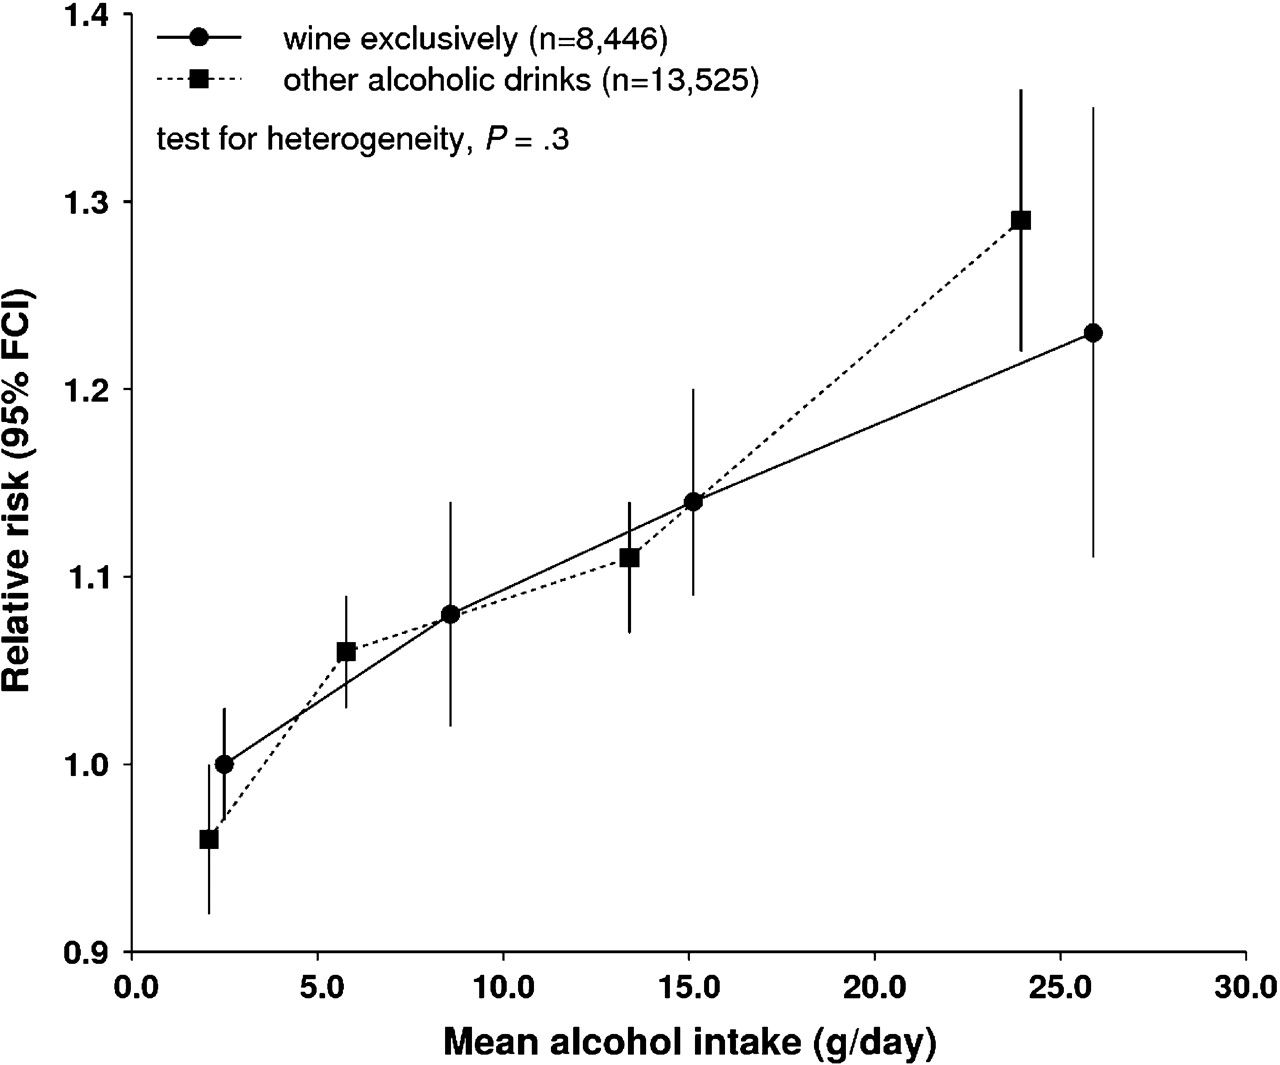 1.4
wine exclusively (n=8,446)
other alcoholic drinks (n=13,525)
test for heterogeneity, P = .3
1.3
1.2
1.1
1.0
0.9
Relative risk (95% FCI)
0.0 5.0 10.0 15.0 20.0 25.0 30.0
Mean alcohol intake (g/day)